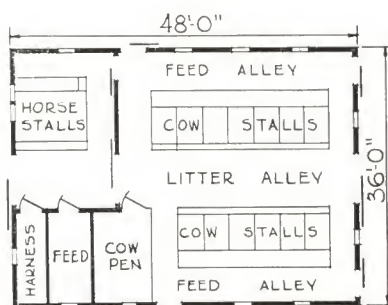 48'-0"
FEED ALLEY
HORSE
STALLS
COW STALLS
36'-0"
LITTER ALLEY
HARNESS
FEED
COW
PEN
COW STALLS
FEED ALLEY